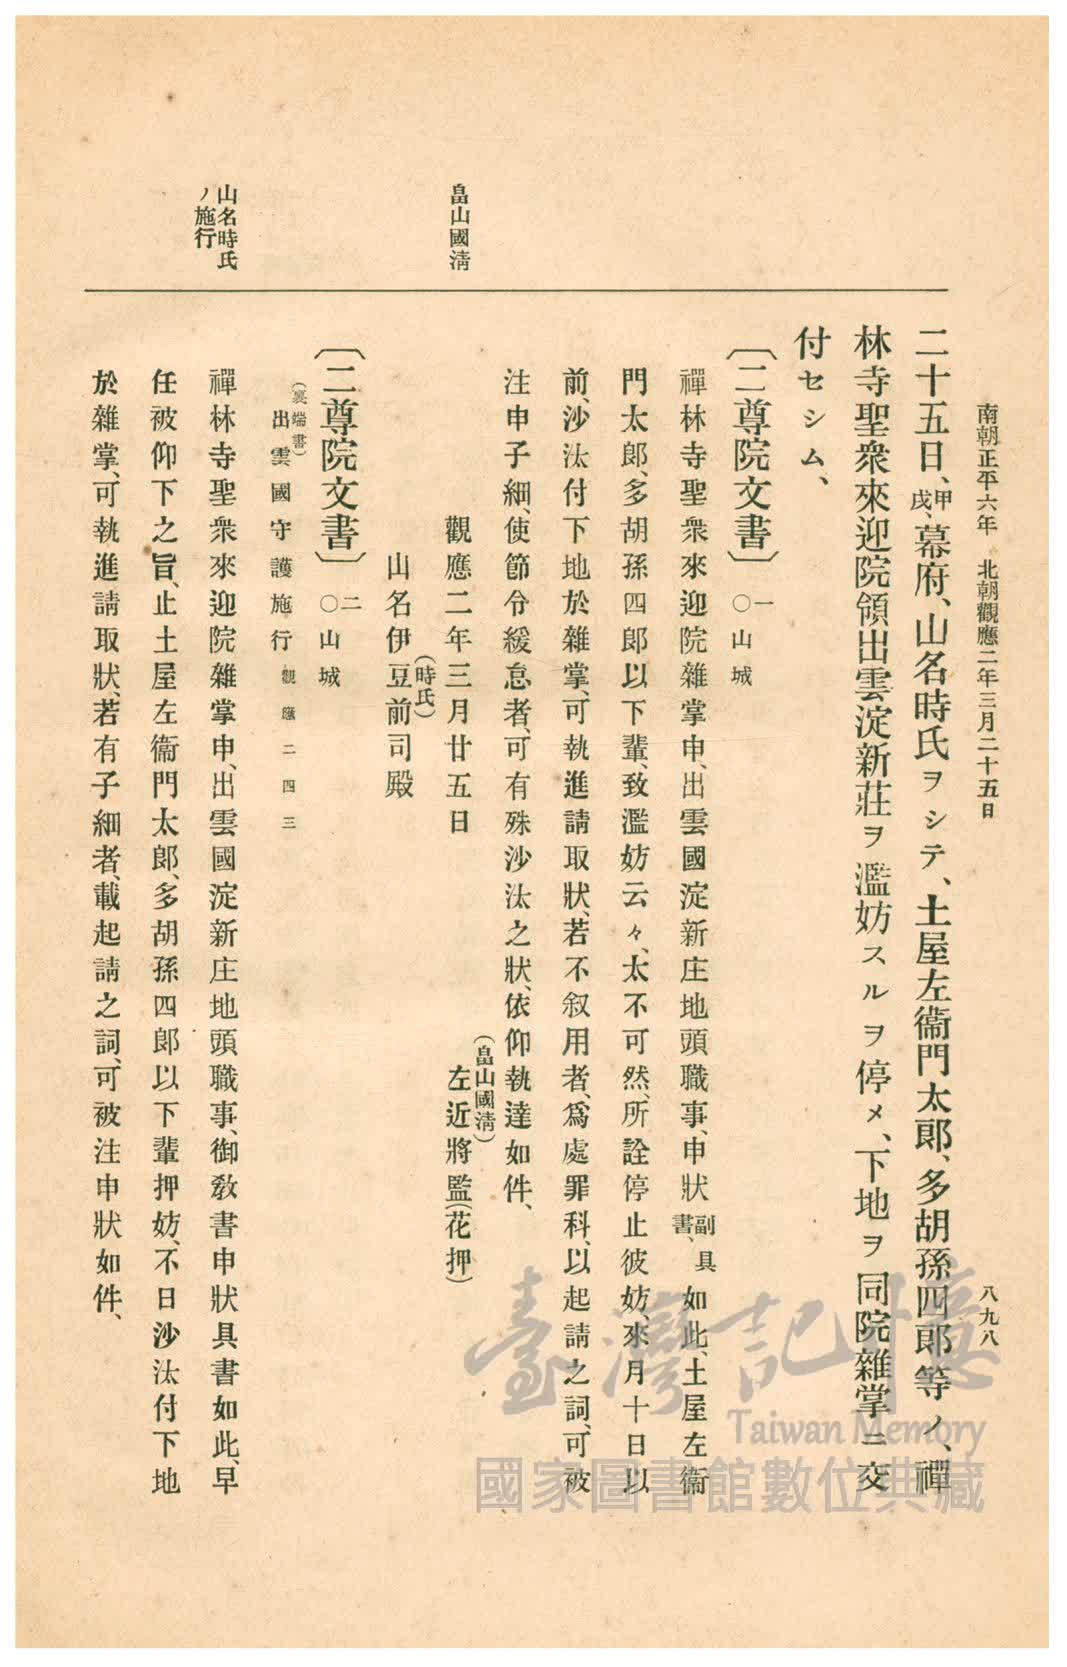 南朝正平六年　北朝觀應二年三月二十五日
八九八
二十五日、甲戌、幕府、山名時氏ヲシテ、土屋左衞門太郎、多胡孫四郎等ノ、禪
林寺聖衆來迎院領出雲淀新莊ヲ濫妨スルヲ停メ、下地ヲ同院雜掌ニ交
付セシム、
〔二尊院文書〕一〇山城
禪林寺聖衆來迎院雜掌申、出雲國淀新庄地頭職事、申狀副具書、如此、土屋左衞
門太郎、多胡孫四郎以下輩、致濫妨云々、太不可然、所詮停止彼妨、來月十日以
前、沙汰付下地於雜掌、可執進請取狀、若不叙用者、爲處罪科、以起請之詞、可被
注申子細、使節令緩怠者、可有殊沙汰之狀、依仰執達如件、
畠山國淸
觀應二年三月廿五日
左近將監（花押）
（畠山國淸）
山名伊豆前司殿
（時氏）
〔二尊院文書〕二〇山城
（裏端書）
出雲國守護施行觀應二四三
禪林寺聖衆來迎院雜掌申、出雲國淀新庄地頭職事、御教書申狀具書如此、早
山名時氏
ノ施行
任被仰下之旨、止土屋左衞門太郎、多胡孫四郎以下輩押妨、不日沙汰付下地
於雜掌、可執進請取狀、若有子細者、載起請之詞、可被注申狀如件、
臺灣記憶
Taiwan Memory
國家圖書館數位典藏